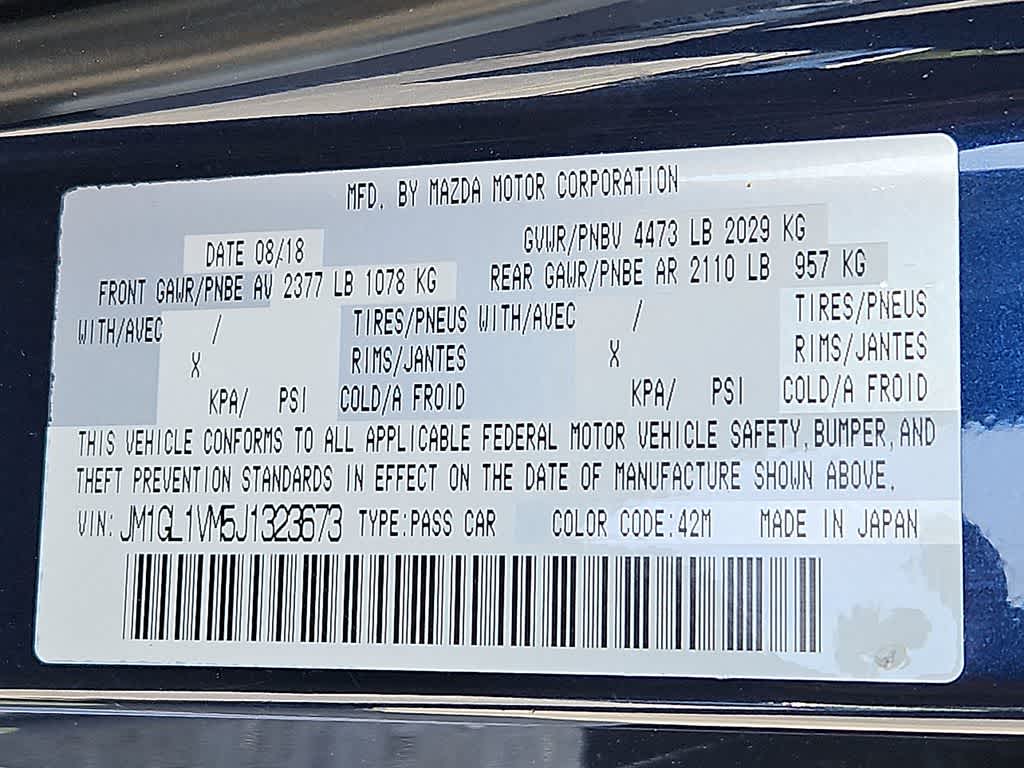 MFD. BY MAZDA MOTOR CORPORATION
DATE 08/18 GVWR/PNBV 4473 LB 2029 KG
FRONT GAWR/PNBE AV 2377 LB 1078 KG REAR GAWR/PNBE AR 2110 LB 957 KG
WITH/AVEC / TIRES/PNEUS WITH/AVEC / TIRES/PNEUS
X RIMS/JANTES X RIMS/JANTES
KPA/ PSI COLD/A FROID KPA/ PSI COLD/A FROID
THIS VEHICLE CONFORMS TO ALL APPLICABLE FEDERAL MOTOR VEHICLE SAFETY, BUMPER, AND
THEFT PREVENTION STANDARDS IN EFFECT ON THE DATE OF MANUFACTURE SHOWN ABOVE.
VIN: JM1GL1VM5J1323673 TYPE:PASS CAR COLOR CODE:42M MADE IN JAPAN